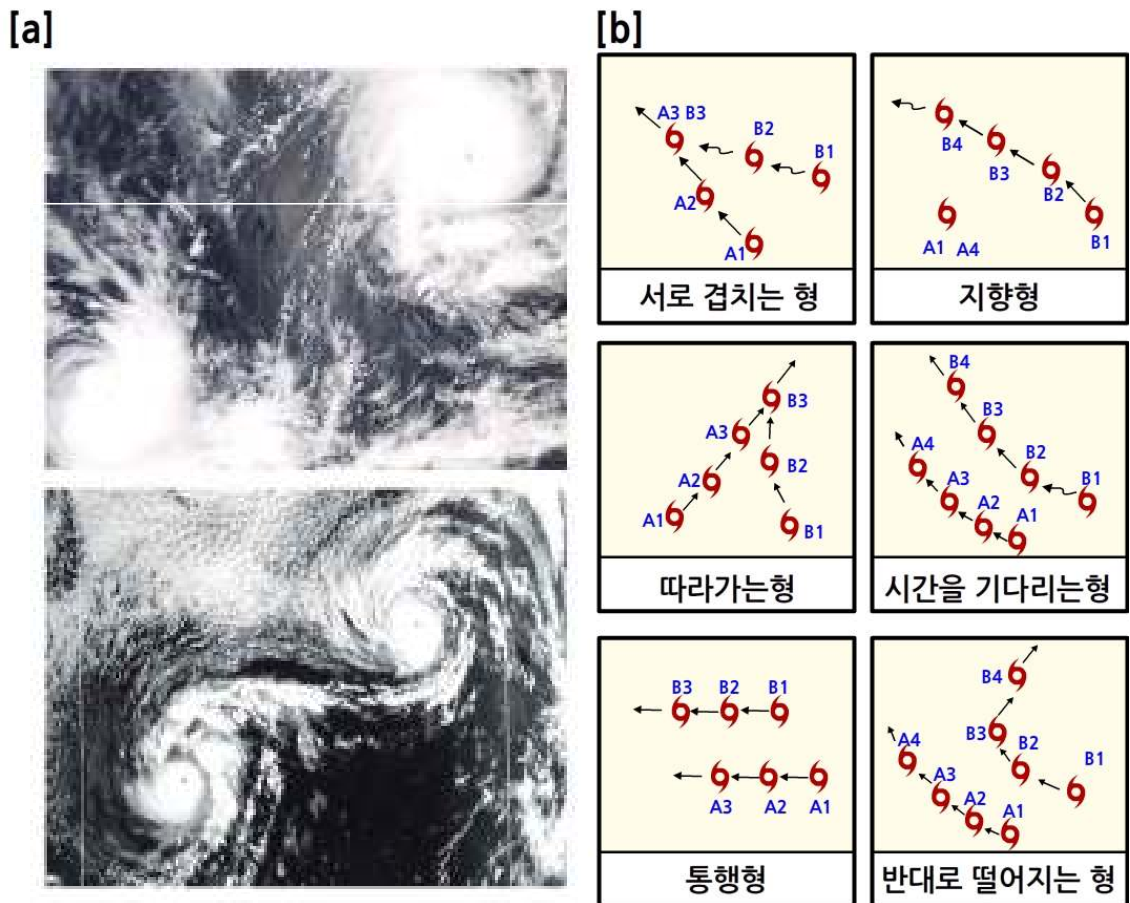 [a]
[b]
A3 B3
B2
B1
A2
A1
서로 겹치는 형
B4
B3
B2
B1
A1 A4
지향형
B3
A3
B2
A2
A1
B1
따라가는형
B4
B3
A4
B2
A3
B1
A2
A1
시간을 기다리는형
B3 B2 B1
A3 A2 A1
통행형
B4
B3
A4
B2
B1
A3
A2
A1
반대로 떨어지는 형